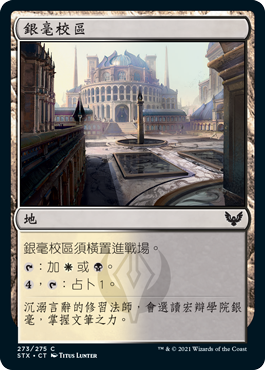 銀毫校區
地
銀毫校區須橫置進戰場。
：加或。
4，：占卜1。
沉溺言辭的修習法師，會選讀宏辯學院銀
毫，掌握文筆之力。
273/275 C
STX • CT TITUS LUNTER
™ & © 2021 Wizards of the Coast